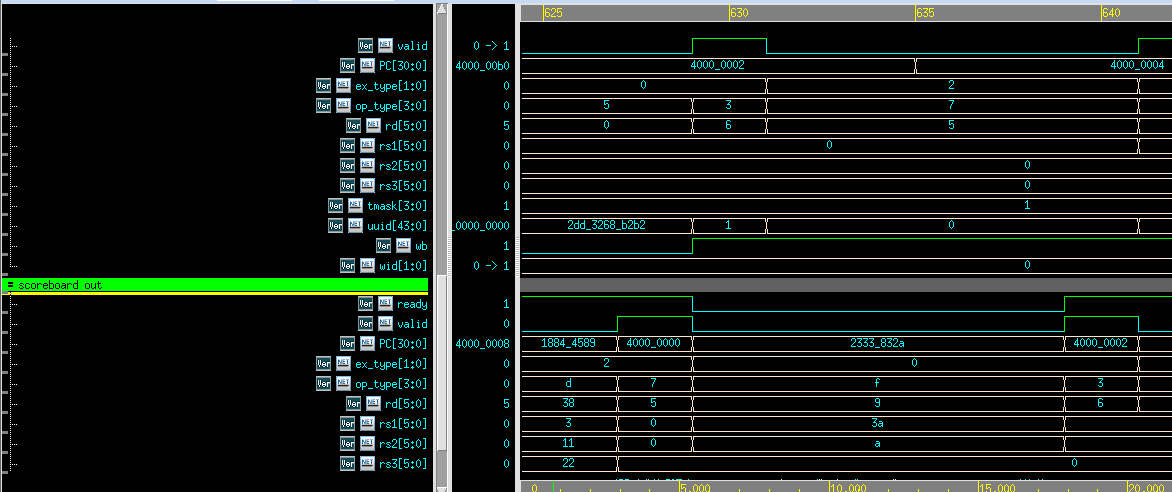 625 630 635 640
Ver NET valid 0 -> 1
Ver NET PC[30:0] 4000_00b0 4000_0002 4000_0004
Ver NET ex_type[1:0] 0 0 2
Ver NET op_type[3:0] 0 5 3 7
Ver NET rd[5:0] 5 0 6 5
Ver NET rs1[5:0] 0 0
Ver NET rs2[5:0] 0 0
Ver NET rs3[5:0] 0 0
Ver NET tmask[3:0] 1 1
Ver NET uuid[43:0] _0000_0000 2dd_3268_b2b2 1 0
Ver NET wb 1
Ver NET wid[1:0] 0 -> 1 0
= scoreboard_out
Ver NET ready 1
Ver NET valid 0
Ver NET PC[30:0] 4000_0008 1884_4589 4000_0000 2333_832a 4000_0002
Ver NET ex_type[1:0] 0 2 0
Ver NET op_type[3:0] 0 d 7 f 3
Ver NET rd[5:0] 5 38 5 9 6
Ver NET rs1[5:0] 0 3 0 3a
Ver NET rs2[5:0] 0 11 0 a
Ver NET rs3[5:0] 0 22 0
0 5,000 10,000 15,000 20,000